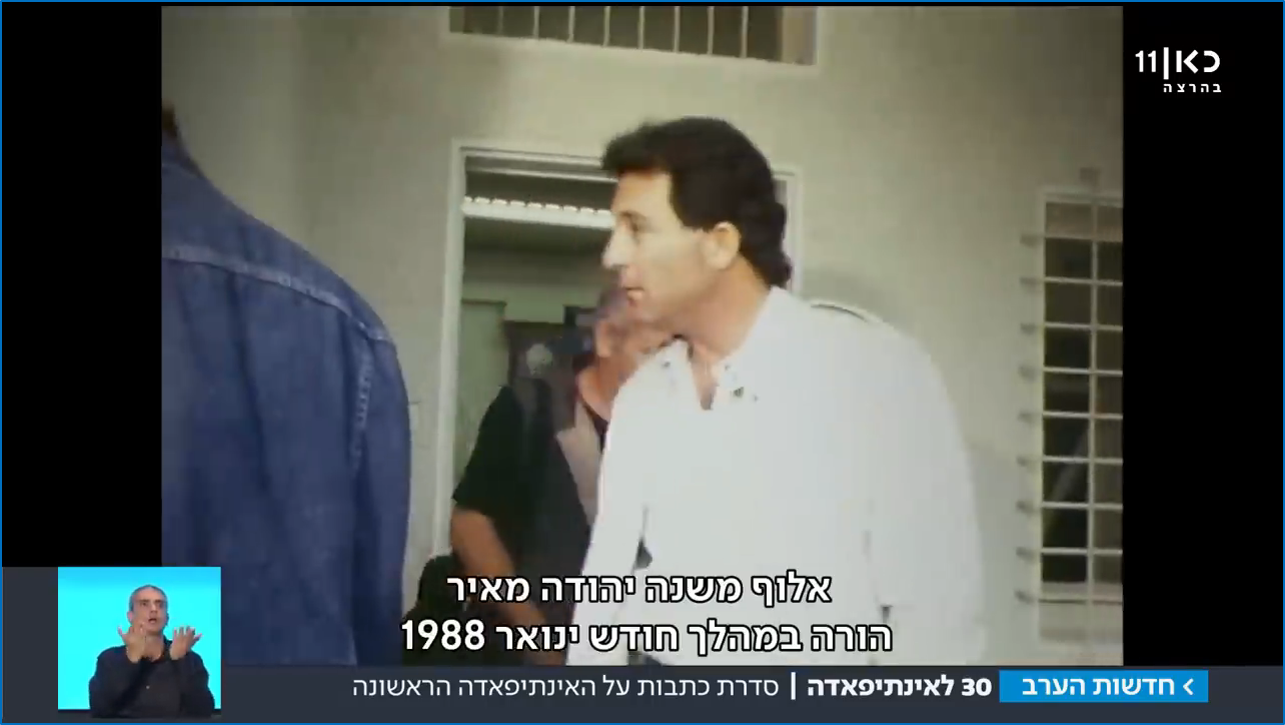 כאן 11
בהרצה
אלוף משנה יהודה מאיר
הורה במהלך חודש ינואר 1988
חדשות הערב
30 לאינתיפאדה | סדרת כתבות על האינתיפאדה הראשונה